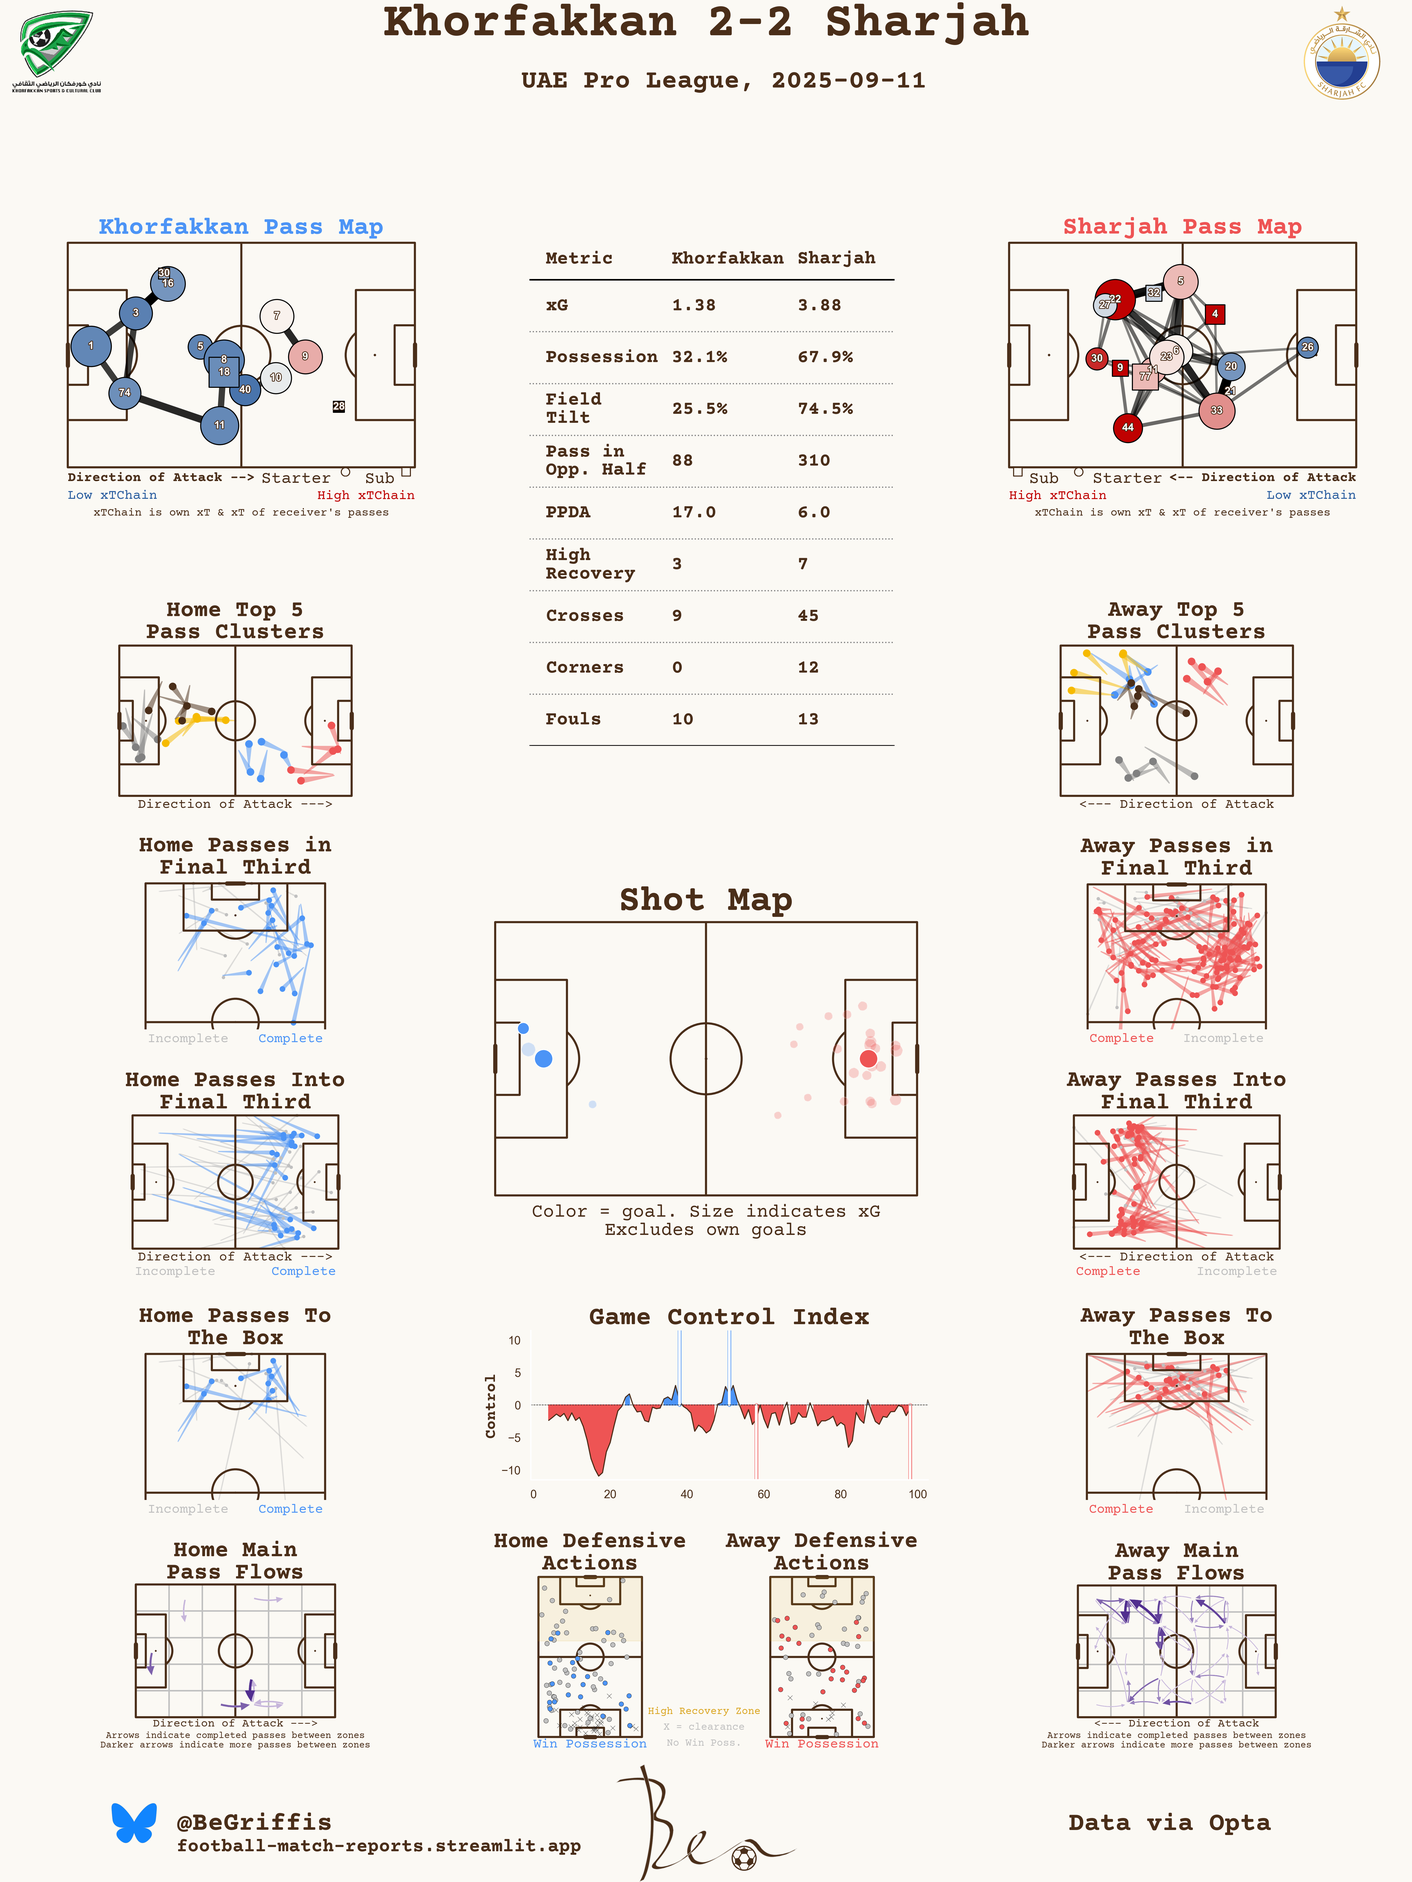 Khorfakkan 2-2 Sharjah
UAE Pro League, 2025-09-11
نادي خورفكان الرياضي الثقافي
KHORFAKKAN SPORTS & CULTURAL CLUB
نادي الشارقة الرياضي
SHARJAH FC
Khorfakkan Pass Map
30
16
3
1
5
8
18
74
40
11
7
9
10
28
Direction of Attack --> Starter Sub
Low xTChain High xTChain
xTChain is own xT & xT of receiver's passes
Metric Khorfakkan Sharjah
xG 1.38 3.88
Possession 32.1% 67.9%
Field
Tilt 25.5% 74.5%
Pass in
Opp. Half 88 310
PPDA 17.0 6.0
High
Recovery 3 7
Crosses 9 45
Corners 0 12
Fouls 10 13
Sharjah Pass Map
5
32
22
27
4
26
6
23
30
9
11
77
20
21
33
44
Sub Starter <-- Direction of Attack
High xTChain Low xTChain
xTChain is own xT & xT of receiver's passes
Home Top 5
Pass Clusters
Direction of Attack --->
Away Top 5
Pass Clusters
<--- Direction of Attack
Home Passes in
Final Third
Incomplete Complete
Shot Map
Color = goal. Size indicates xG
Excludes own goals
Away Passes in
Final Third
Complete Incomplete
Home Passes Into
Final Third
Direction of Attack --->
Incomplete Complete
Away Passes Into
Final Third
<--- Direction of Attack
Complete Incomplete
Home Passes To
The Box
Incomplete Complete
Game Control Index
Control
10
5
0
−5
−10
0 20 40 60 80 100
Away Passes To
The Box
Complete Incomplete
Home Main
Pass Flows
Direction of Attack --->
Arrows indicate completed passes between zones
Darker arrows indicate more passes between zones
Home Defensive
Actions
Win Possession
High Recovery Zone
X = clearance
No Win Poss.
Away Defensive
Actions
Win Possession
Away Main
Pass Flows
<--- Direction of Attack
Arrows indicate completed passes between zones
Darker arrows indicate more passes between zones
@BeGriffis
football-match-reports.streamlit.app
Ben
Data via Opta